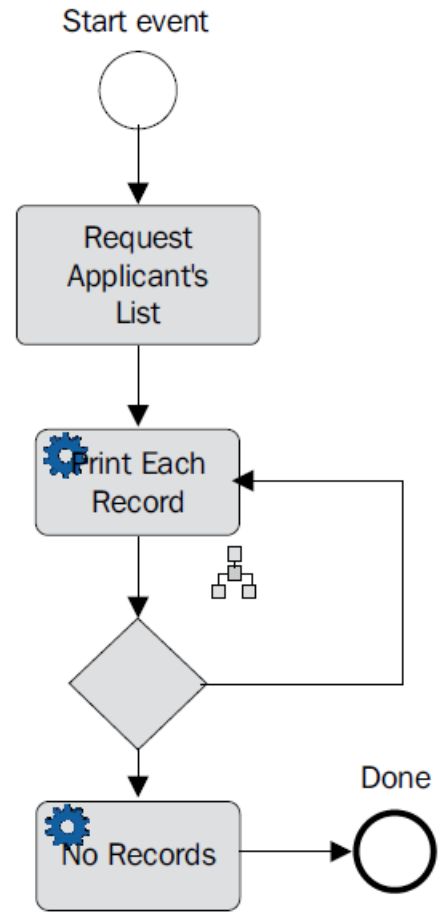 Start event
Request
Applicant's
List
Print Each
Record
No Records
Done